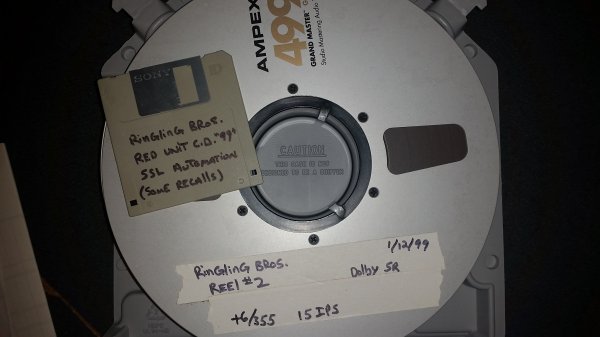 AMPEX
499
GRAND MASTER
Studio Mastering Audio
SONY
RINGLING BROS.
RED UNIT C.D. "99"
SSL AUTOMATION
(SOME RECALLS)
CAUTION
THIS CASE IS NOT
DESIGNED TO BE A SHIPPER
1/12/99
RINGLING BROS.
REEL #2
Dolby SR
+6/355 15 IPS